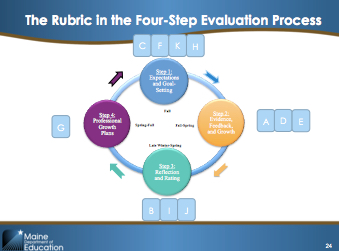 The Rubric in the Four-Step Evaluation Process
C F K H
Step 1:
Expectations
and Goal-
Setting
Fall
Step 4:
Professional
Growth
Plans
Spring-Fall
Fall-Spring
Step 2:
Evidence,
Feedback,
and Growth
G
A D E
Late Winter-Spring
Step 3:
Reflection
and Rating
B I J
Maine
Department of
Education
24